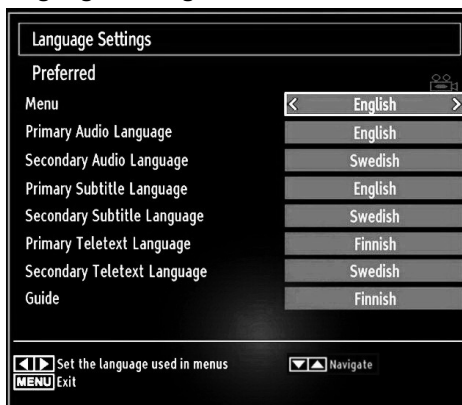 Language Settings
Preferred
Menu < English >
Primary Audio Language English
Secondary Audio Language Swedish
Primary Subtitle Language English
Secondary Subtitle Language Swedish
Primary Teletext Language Finnish
Secondary Teletext Language Swedish
Guide Finnish
Set the language used in menus Navigate
MENU Exit